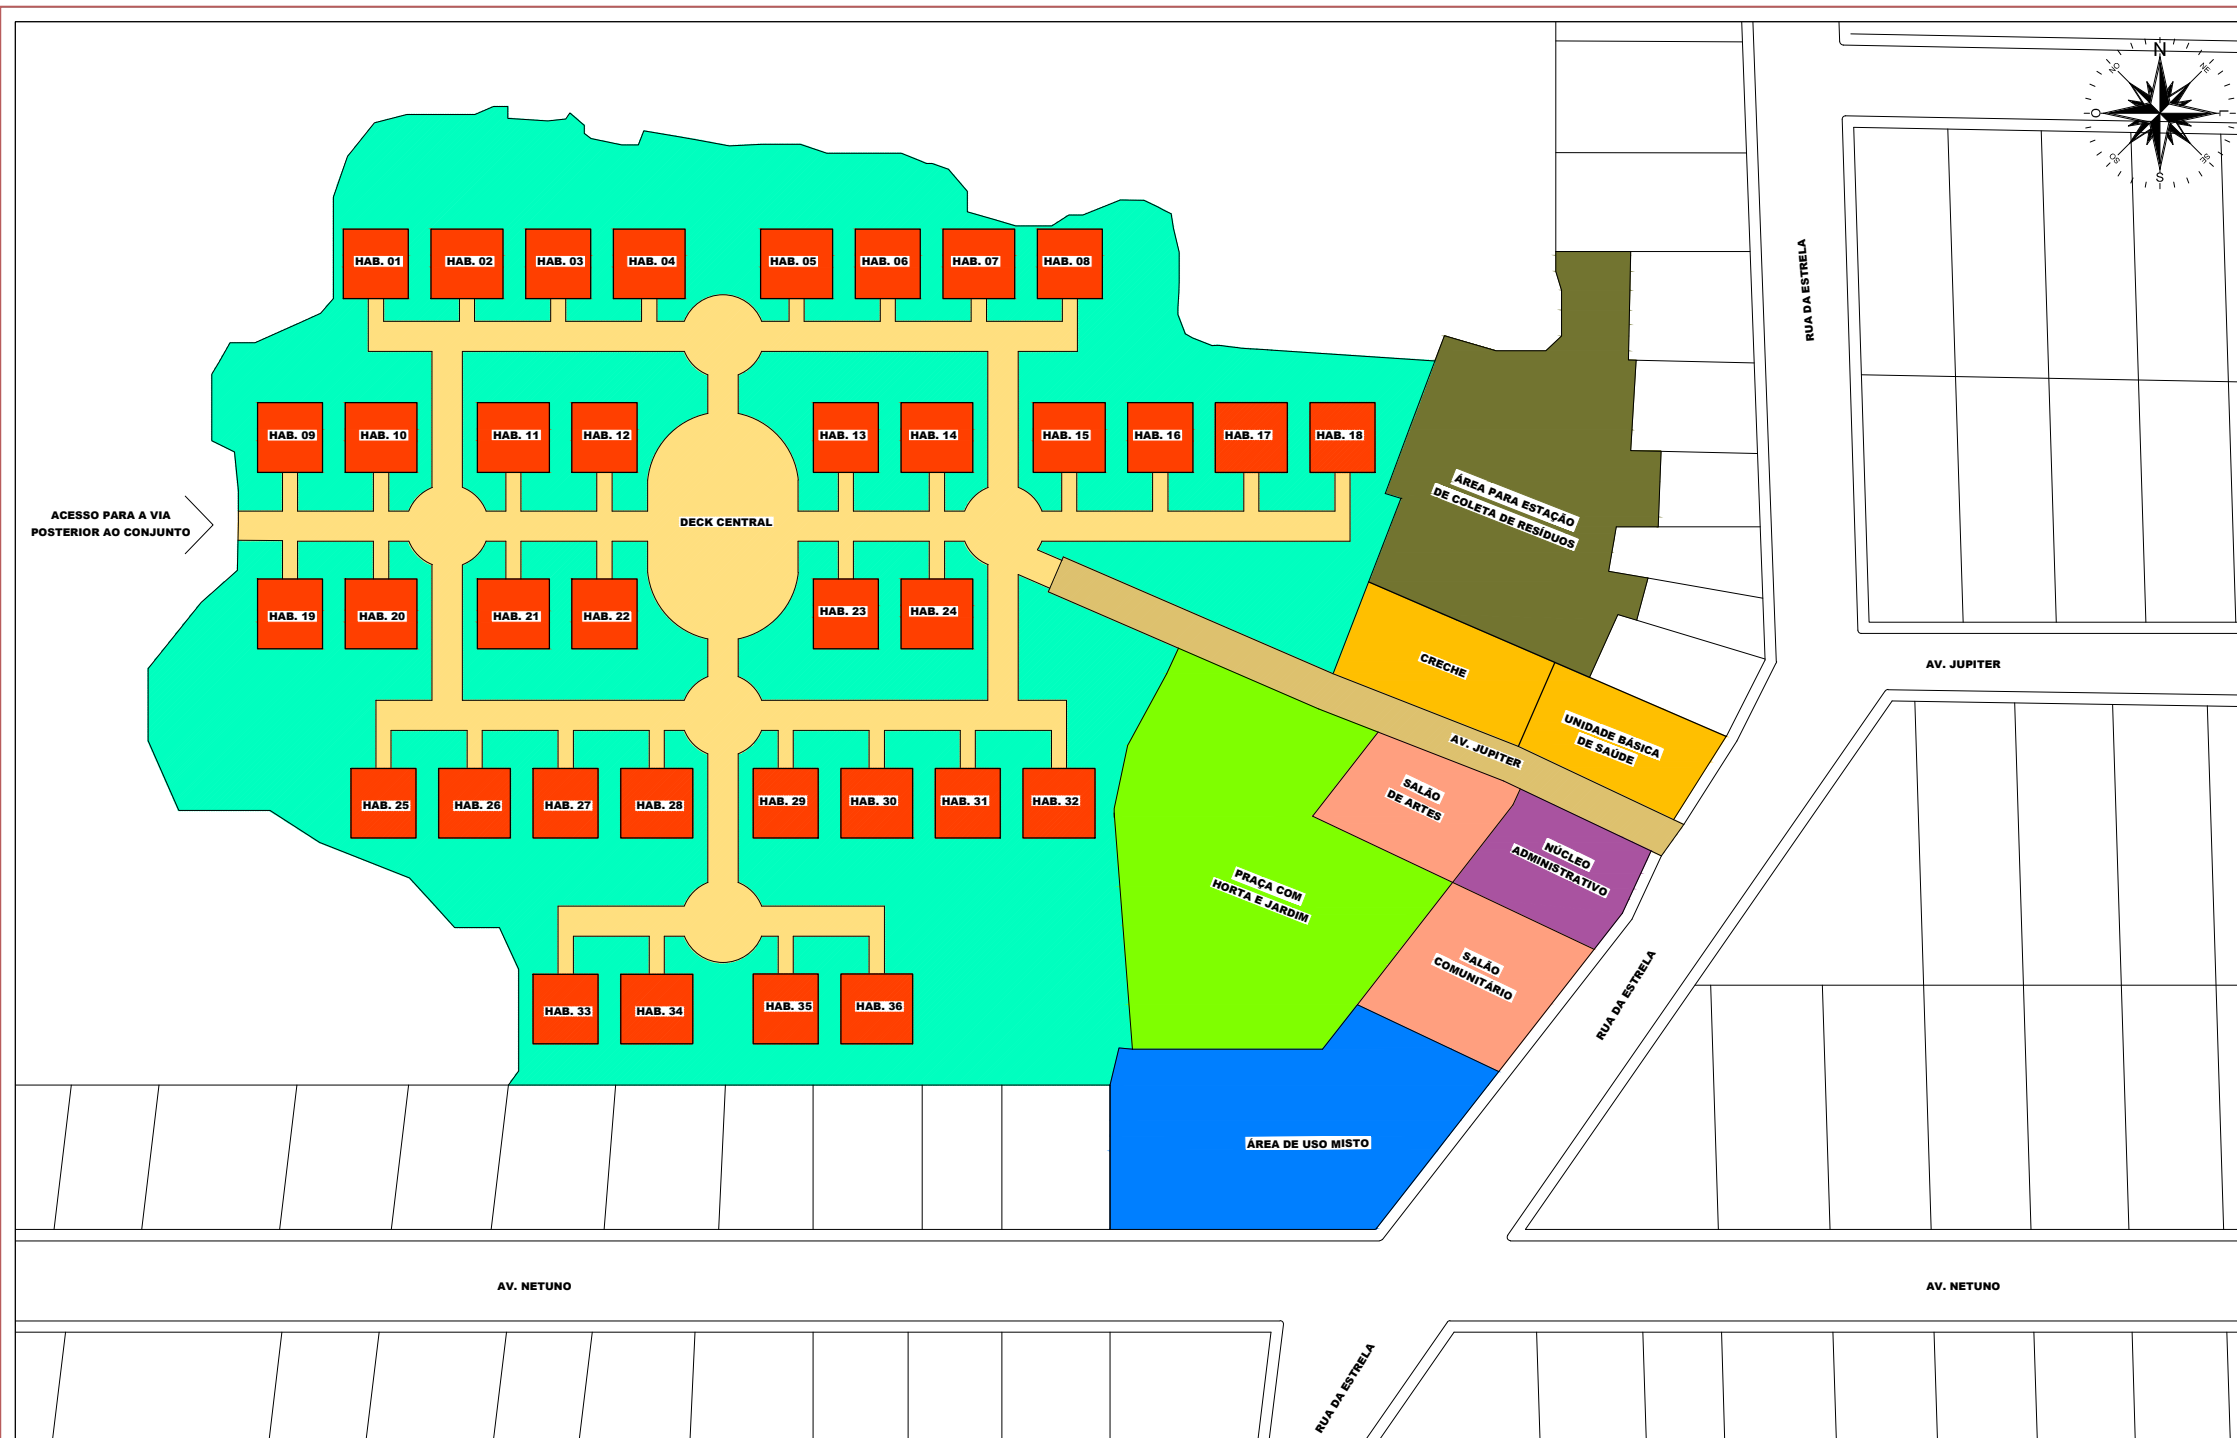 N
NO
NE
O
L
SO
SE
S
RUA DA ESTRELA
HAB. 01
HAB. 02
HAB. 03
HAB. 04
HAB. 05
HAB. 06
HAB. 07
HAB. 08
HAB. 09
HAB. 10
HAB. 11
HAB. 12
HAB. 13
HAB. 14
HAB. 15
HAB. 16
HAB. 17
HAB. 18
ÁREA PARA ESTAÇÃO
DE COLETA DE RESÍDUOS
ACESSO PARA A VIA
POSTERIOR AO CONJUNTO
DECK CENTRAL
HAB. 19
HAB. 20
HAB. 21
HAB. 22
HAB. 23
HAB. 24
CRECHE
AV. JUPITER
UNIDADE BÁSICA
DE SAÚDE
AV. JUPITER
HAB. 25
HAB. 26
HAB. 27
HAB. 28
HAB. 29
HAB. 30
HAB. 31
HAB. 32
SALÃO
DE ARTES
NÚCLEO
ADMINISTRATIVO
PRAÇA COM
HORTA E JARDIM
SALÃO
COMUNITÁRIO
RUA DA ESTRELA
HAB. 33
HAB. 34
HAB. 35
HAB. 36
ÁREA DE USO MISTO
AV. NETUNO
AV. NETUNO
RUA DA ESTRELA